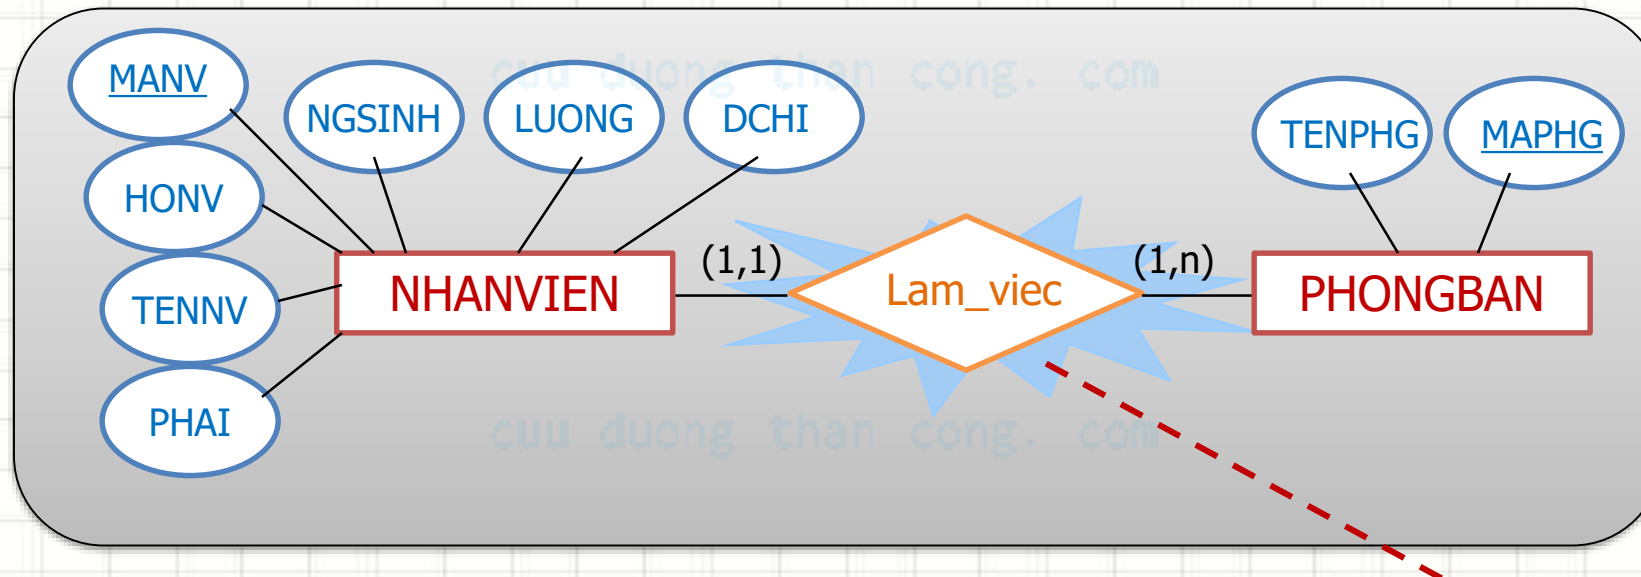 cuu duong than cong. com
MANV
NGSINH
LUONG
DCHI
TENPHG
MAPHG
HONV
TENNV
PHAI
NHANVIEN
(1,1)
Lam_viec
(1,n)
PHONGBAN
cuu duong than cong. com